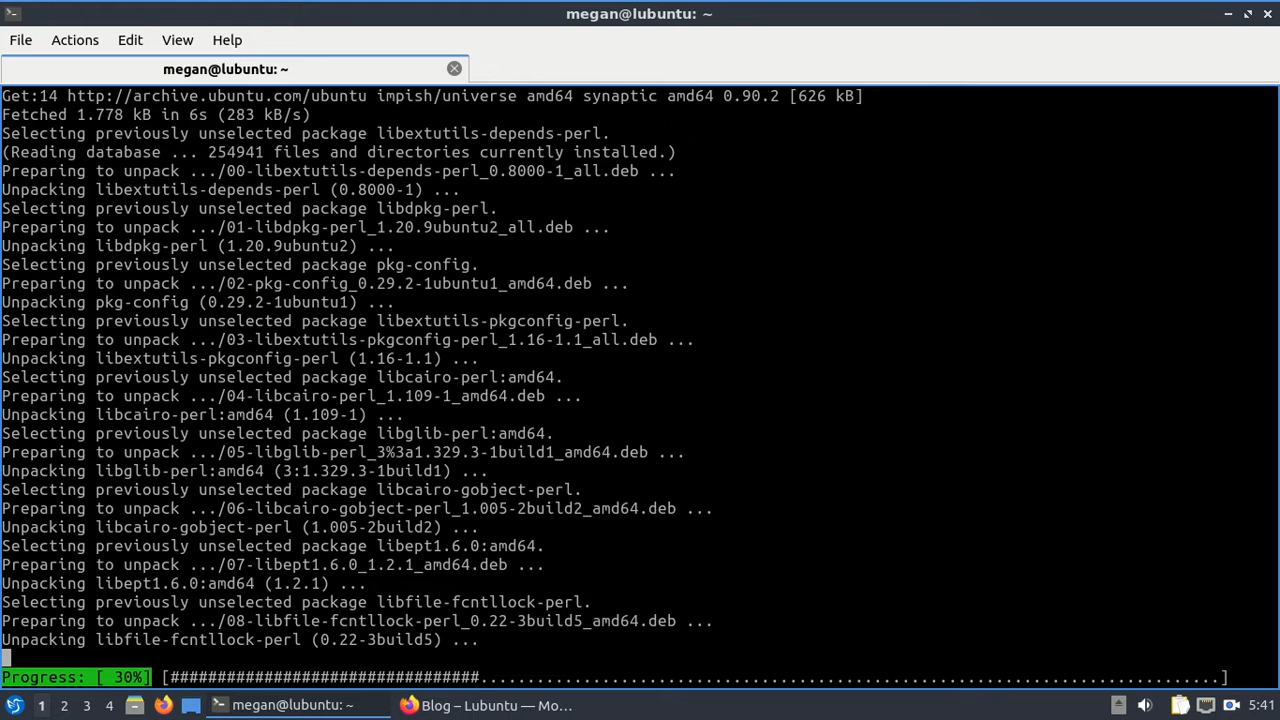 megan@lubuntu: ~
File Actions Edit View Help
megan@lubuntu: ~
Get:14 http://archive.ubuntu.com/ubuntu impish/universe amd64 synaptic amd64 0.90.2 [626 kB]
Fetched 1.778 kB in 6s (283 kB/s)
Selecting previously unselected package libextutils-depends-perl.
(Reading database ... 254941 files and directories currently installed.)
Preparing to unpack .../00-libextutils-depends-perl_0.8000-1_all.deb ...
Unpacking libextutils-depends-perl (0.8000-1) ...
Selecting previously unselected package libdpkg-perl.
Preparing to unpack .../01-libdpkg-perl_1.20.9ubuntu2_all.deb ...
Unpacking libdpkg-perl (1.20.9ubuntu2) ...
Selecting previously unselected package pkg-config.
Preparing to unpack .../02-pkg-config_0.29.2-1ubuntu1_amd64.deb ...
Unpacking pkg-config (0.29.2-1ubuntu1) ...
Selecting previously unselected package libextutils-pkgconfig-perl.
Preparing to unpack .../03-libextutils-pkgconfig-perl_1.16-1.1_all.deb ...
Unpacking libextutils-pkgconfig-perl (1.16-1.1) ...
Selecting previously unselected package libcairo-perl:amd64.
Preparing to unpack .../04-libcairo-perl_1.109-1_amd64.deb ...
Unpacking libcairo-perl:amd64 (1.109-1) ...
Selecting previously unselected package libglib-perl:amd64.
Preparing to unpack .../05-libglib-perl_3%3a1.329.3-1build1_amd64.deb ...
Unpacking libglib-perl:amd64 (3:1.329.3-1build1) ...
Selecting previously unselected package libcairo-gobject-perl.
Preparing to unpack .../06-libcairo-gobject-perl_1.005-2build2_amd64.deb ...
Unpacking libcairo-gobject-perl (1.005-2build2) ...
Selecting previously unselected package libept1.6.0:amd64.
Preparing to unpack .../07-libept1.6.0_1.2.1_amd64.deb ...
Unpacking libept1.6.0:amd64 (1.2.1) ...
Selecting previously unselected package libfile-fcntllock-perl.
Preparing to unpack .../08-libfile-fcntllock-perl_0.22-3build5_amd64.deb ...
Unpacking libfile-fcntllock-perl (0.22-3build5) ...
Progress: [ 30%] [#################################...............................................................................]
1 2 3 4 megan@lubuntu: ~ Blog – Lubuntu — Mo... 5:41